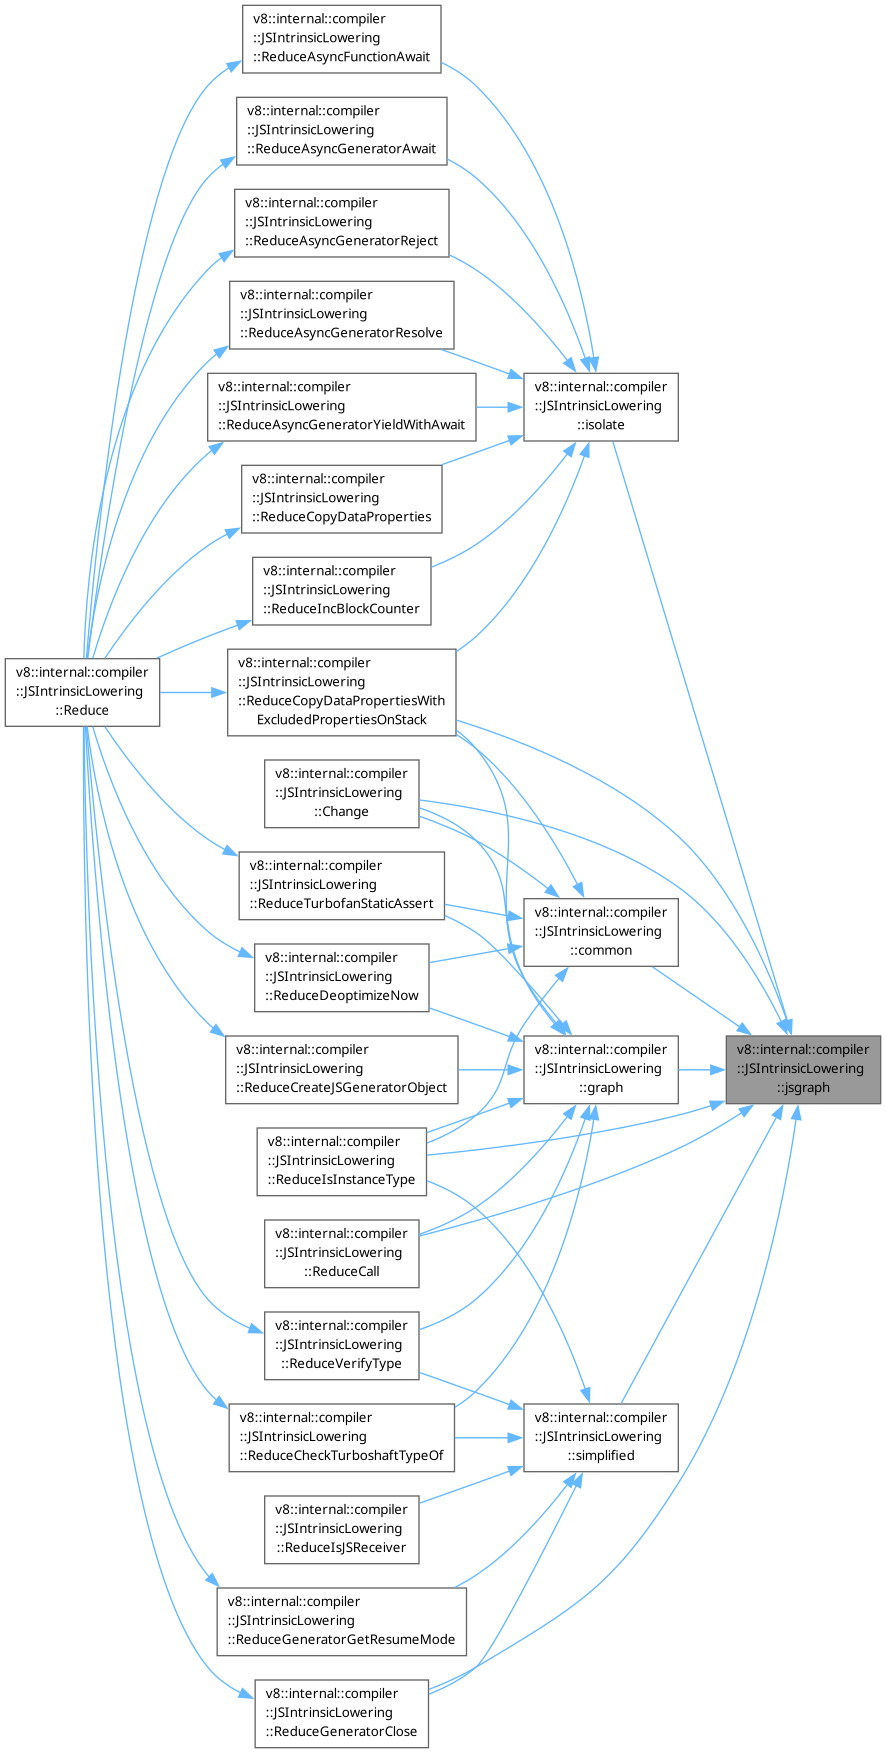 v8::internal::compiler
::JSIntrinsicLowering
::ReduceAsyncFunctionAwait
v8::internal::compiler
::JSIntrinsicLowering
::ReduceAsyncGeneratorAwait
v8::internal::compiler
::JSIntrinsicLowering
::ReduceAsyncGeneratorReject
v8::internal::compiler
::JSIntrinsicLowering
::ReduceAsyncGeneratorResolve
v8::internal::compiler
::JSIntrinsicLowering
::ReduceAsyncGeneratorYieldWithAwait
v8::internal::compiler
::JSIntrinsicLowering
::isolate
v8::internal::compiler
::JSIntrinsicLowering
::ReduceCopyDataProperties
v8::internal::compiler
::JSIntrinsicLowering
::ReduceIncBlockCounter
v8::internal::compiler
::JSIntrinsicLowering
::Reduce
v8::internal::compiler
::JSIntrinsicLowering
::ReduceCopyDataPropertiesWith
ExcludedPropertiesOnStack
v8::internal::compiler
::JSIntrinsicLowering
::Change
v8::internal::compiler
::JSIntrinsicLowering
::ReduceTurbofanStaticAssert
v8::internal::compiler
::JSIntrinsicLowering
::common
v8::internal::compiler
::JSIntrinsicLowering
::ReduceDeoptimizeNow
v8::internal::compiler
::JSIntrinsicLowering
::ReduceCreateJSGeneratorObject
v8::internal::compiler
::JSIntrinsicLowering
::graph
v8::internal::compiler
::JSIntrinsicLowering
::jsgraph
v8::internal::compiler
::JSIntrinsicLowering
::ReduceIsInstanceType
v8::internal::compiler
::JSIntrinsicLowering
::ReduceCall
v8::internal::compiler
::JSIntrinsicLowering
::ReduceVerifyType
v8::internal::compiler
::JSIntrinsicLowering
::ReduceCheckTurboshaftTypeOf
v8::internal::compiler
::JSIntrinsicLowering
::simplified
v8::internal::compiler
::JSIntrinsicLowering
::ReduceIsJSReceiver
v8::internal::compiler
::JSIntrinsicLowering
::ReduceGeneratorGetResumeMode
v8::internal::compiler
::JSIntrinsicLowering
::ReduceGeneratorClose